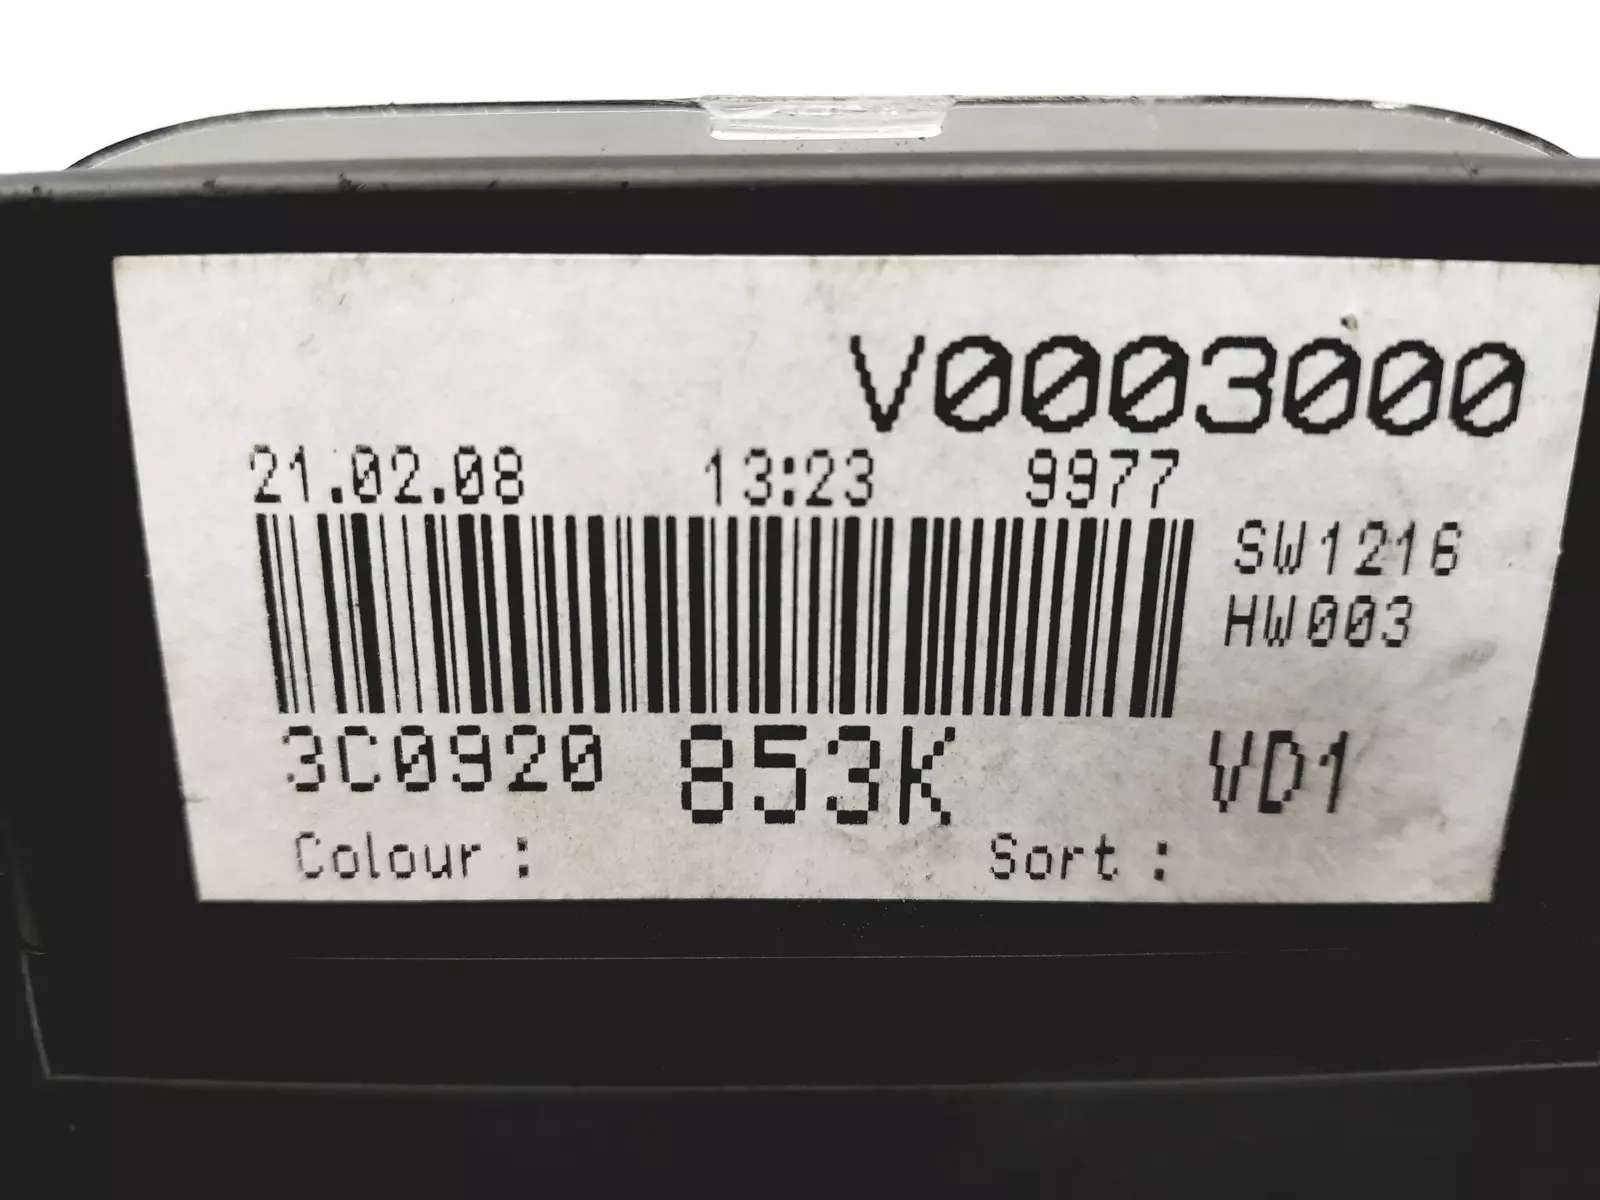 V0003000
21.02.08 13:23 9977
SW1216
HW003
3C0920 853K VD1
Colour : Sort :